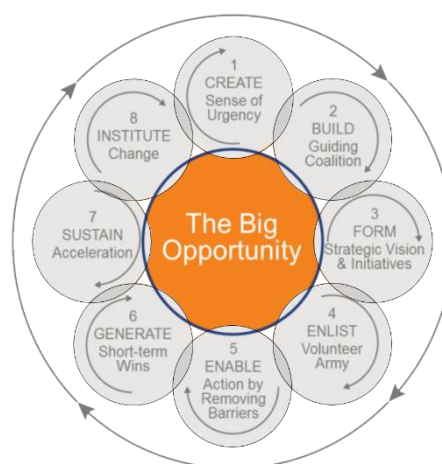 1
CREATE
Sense of
Urgency
2
BUILD
Guiding
Coalition
3
FORM
Strategic Vision
& Initiatives
4
ENLIST
Volunteer
Army
5
ENABLE
Action by
Removing
Barriers
6
GENERATE
Short-term
Wins
7
SUSTAIN
Acceleration
8
INSTITUTE
Change
The Big
Opportunity